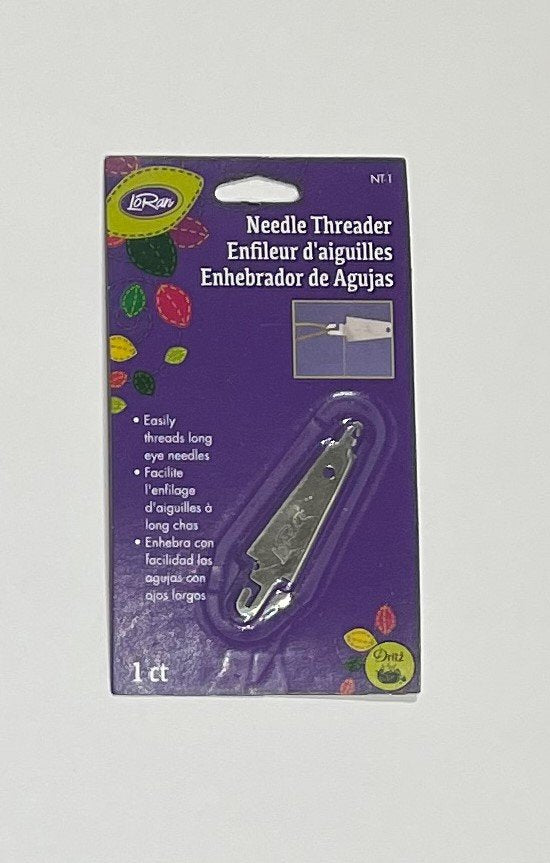 NT-1
LoRan
Needle Threader
Enfileur d'aiguilles
Enhebrador de Agujas
• Easily
threads long
eye needles
• Facilite
l'enfilage
d'aiguilles à
long chas
• Enhebra con
facilidad las
agujas con
ojos largos
LoRan
1 ct
Dritz